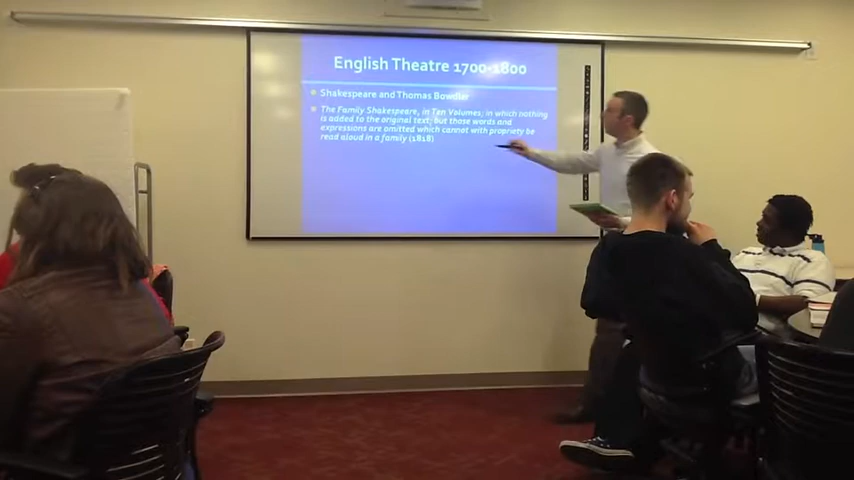 English Theatre 1700-1800
Shakespeare and Thomas Bowdler
The Family Shakespeare, in Ten Volumes; in which nothing
is added to the original text; but those words and
expressions are omitted which cannot with propriety be
read aloud in a family (1818)